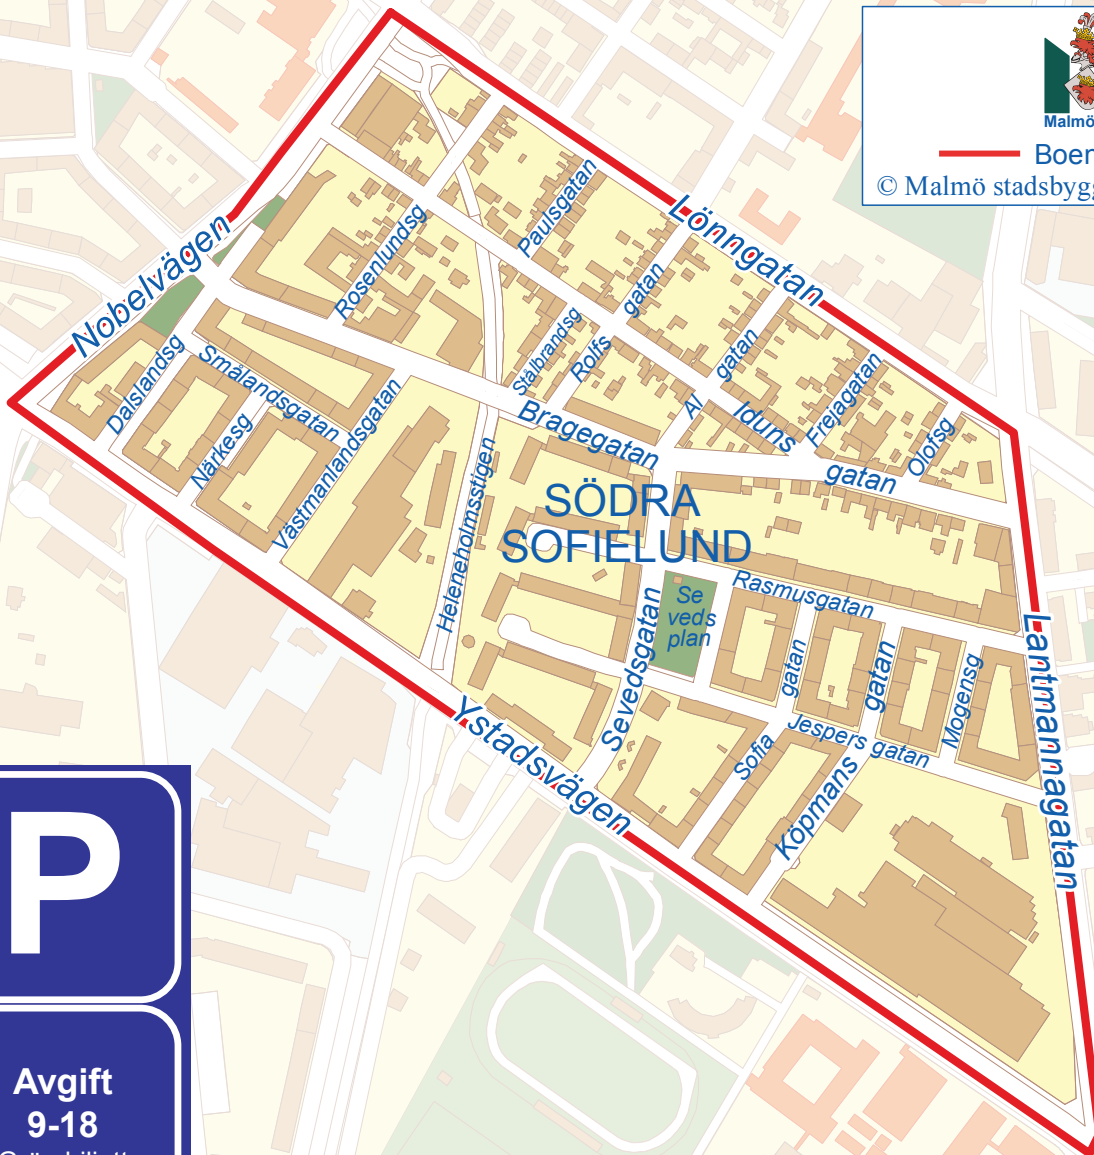 Malmö
Boen
© Malmö stadsbygg
Nobelvägen
Lönngatan
Paulsgatan
Rosenlundsg
gatan
Rolfs
Stålbrandsg
Dalslandsg
Smålandsgatan
Närkesg
Västmanlandsgatan
Bragegatan
gatan
Al
Iduns
gatan
Frejagatan
Olofsg
Heleneholmsstigen
SÖDRA
SOFIELUND
Se
veds
plan
Rasmusgatan
Sevedsgatan
gatan
Sofia
gatan
Köpmans
Mogensg
Jespers gatan
Lantmannagatan
Ystadsvägen
P
Avgift
9-18